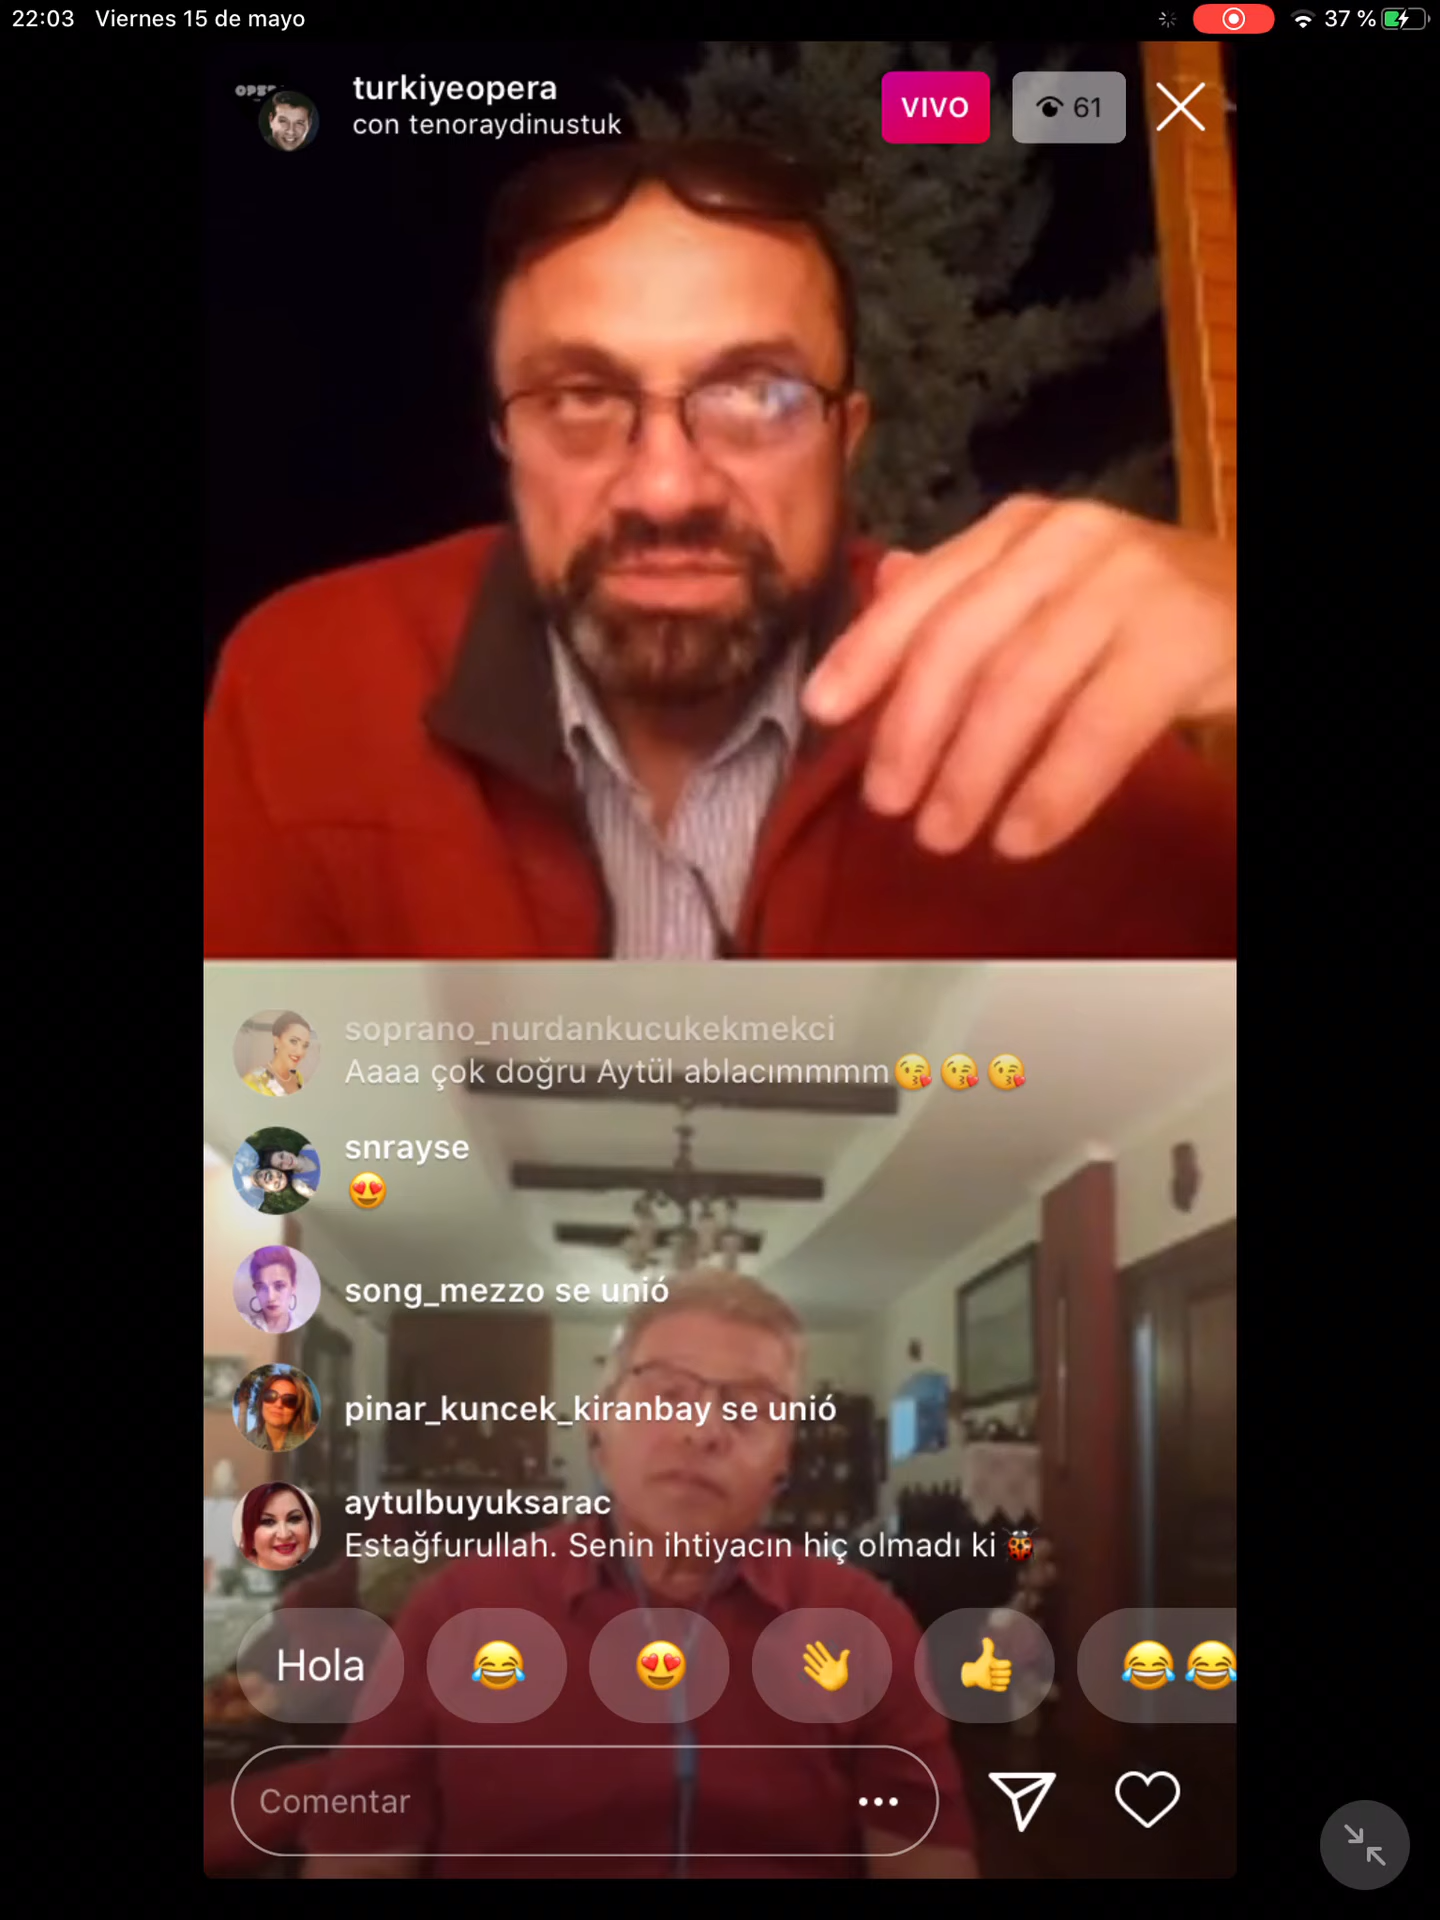 22:03 Viernes 15 de mayo
37 %
turkiyeopera
con tenoraydinustuk
VIVO
61
soprano_nurdankucukekmekci
Aaaa çok doğru Aytül ablacımmmm😘😘😘
snrayse
😍
song_mezzo se unió
pinar_kuncek_kiranbay se unió
aytulbuyuksarac
Estağfurullah. Senin ihtiyacın hiç olmadı ki🐞
Hola 😂 😍 👋 👍 😂😂
Comentar